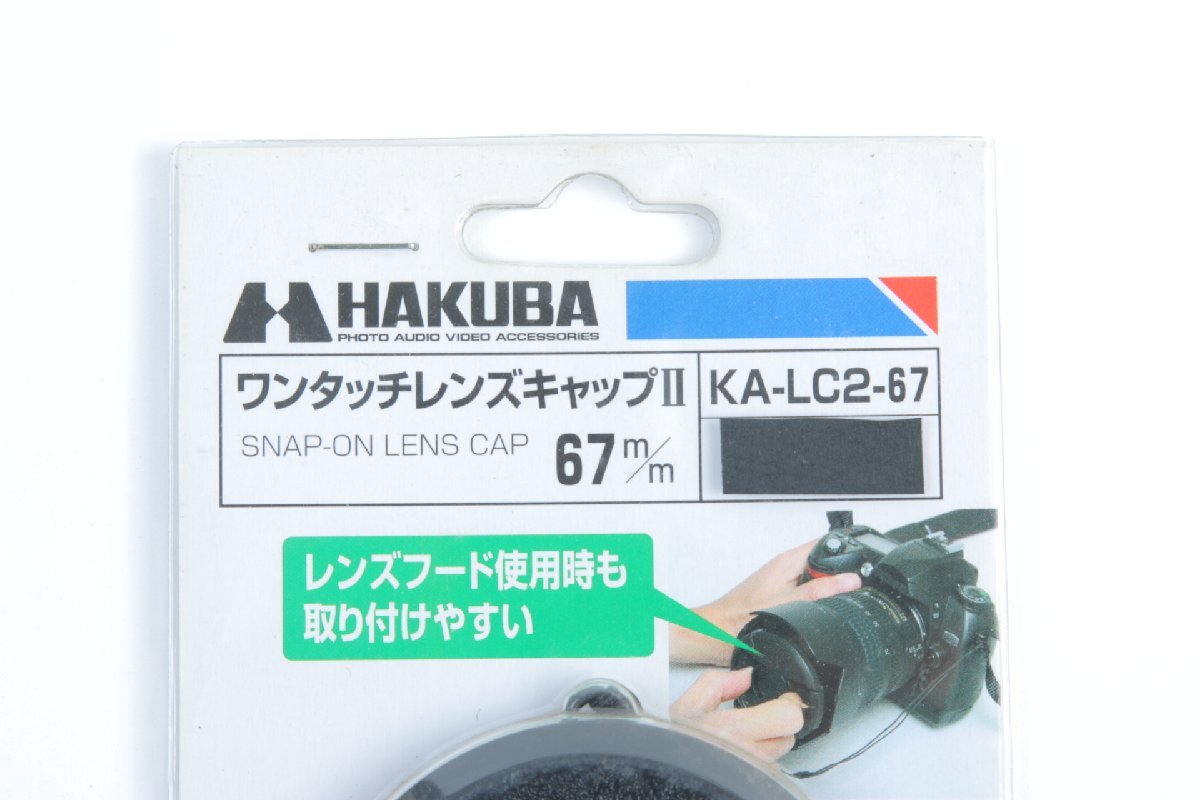 HAKUBA
PHOTO AUDIO VIDEO ACCESSORIES
ワンタッチレンズキャップII
SNAP-ON LENS CAP 67 m/m
KA-LC2-67
レンズフード使用時も
取り付けやすい